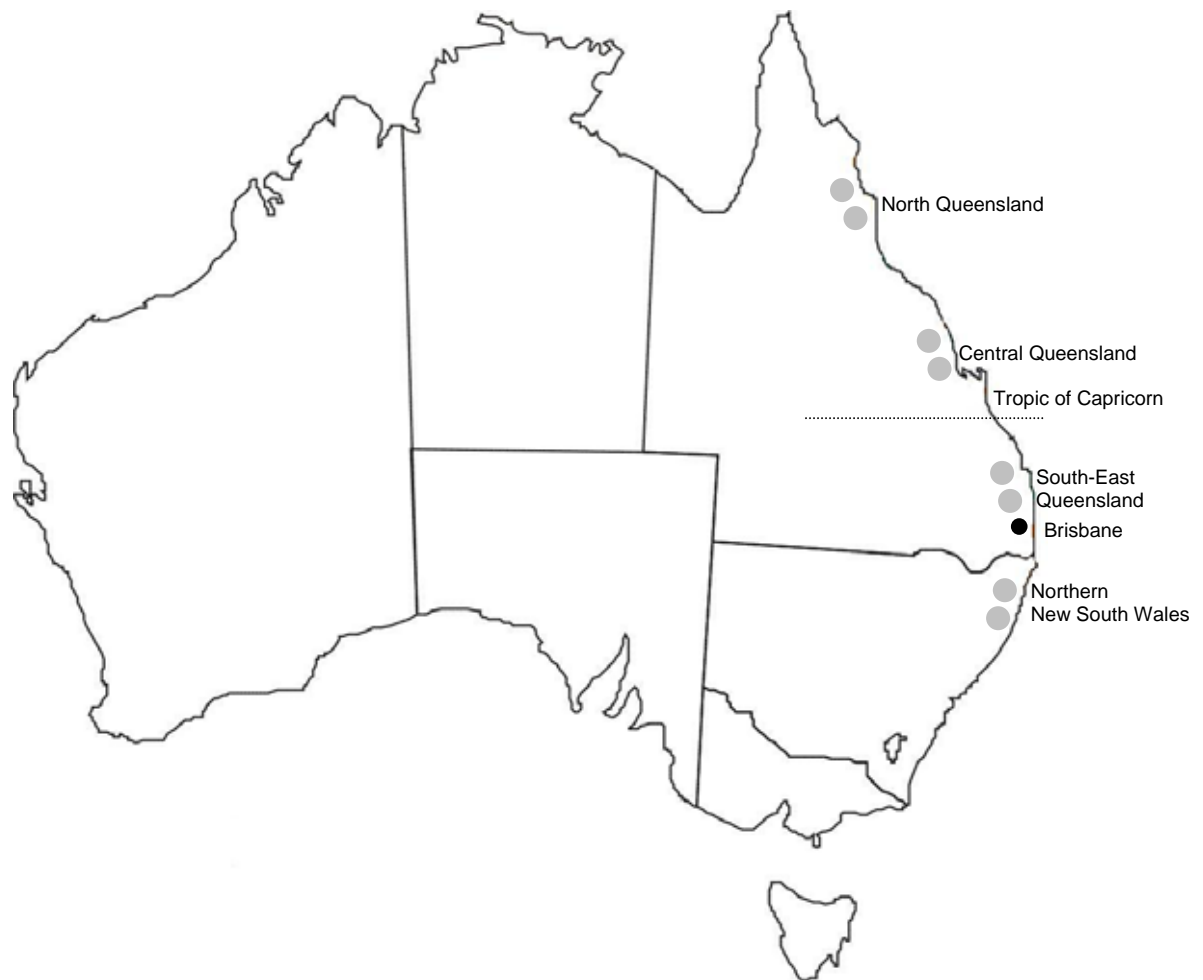 North Queensland
Central Queensland
Tropic of Capricorn
South-East
Queensland
Brisbane
Northern
New South Wales